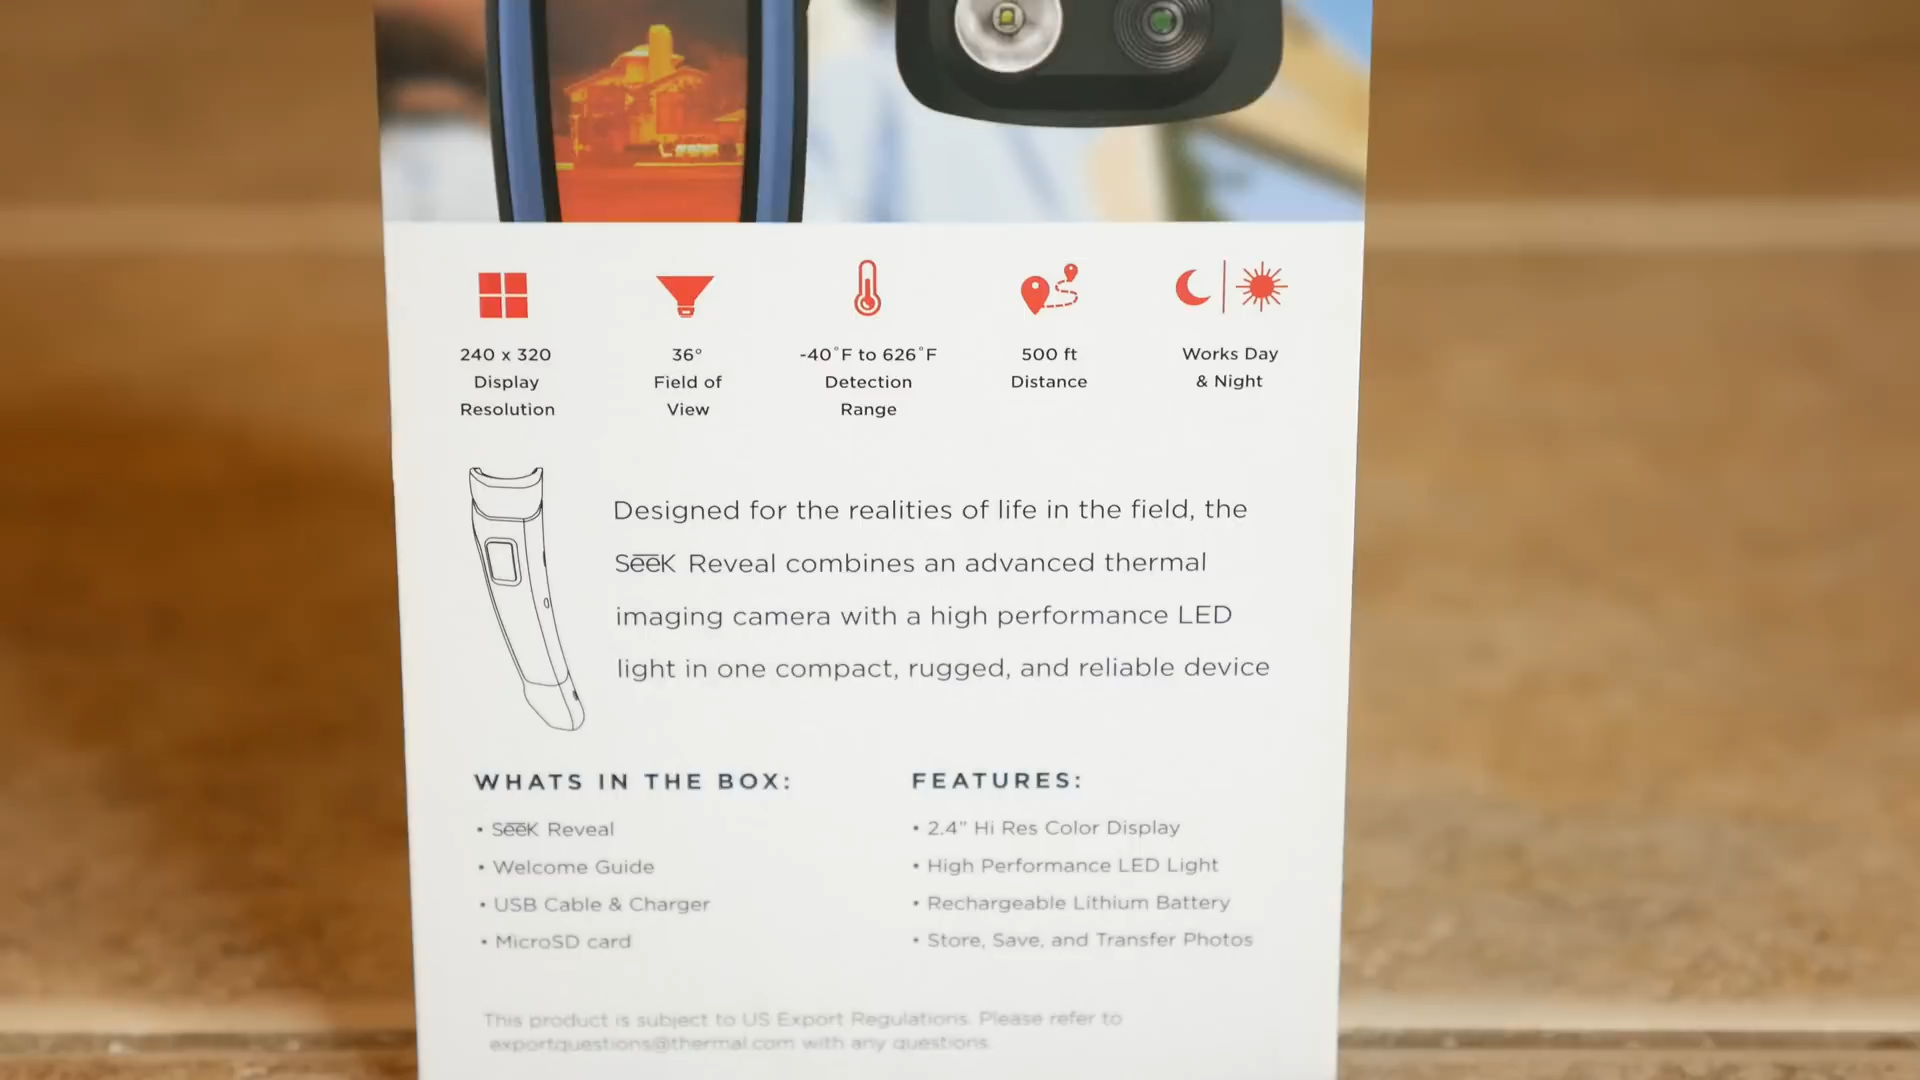 240 x 320
Display
Resolution
36°
Field of
View
-40°F to 626°F
Detection
Range
500 ft
Distance
Works Day
& Night
Designed for the realities of life in the field, the
Seek Reveal combines an advanced thermal
imaging camera with a high performance LED
light in one compact, rugged, and reliable device
WHATS IN THE BOX:
• Seek Reveal
• Welcome Guide
• USB Cable & Charger
• MicroSD card
FEATURES:
• 2.4" Hi Res Color Display
• High Performance LED Light
• Rechargeable Lithium Battery
• Store, Save, and Transfer Photos
This product is subject to US Export Regulations. Please refer to
exportquestions@thermal.com with any questions.